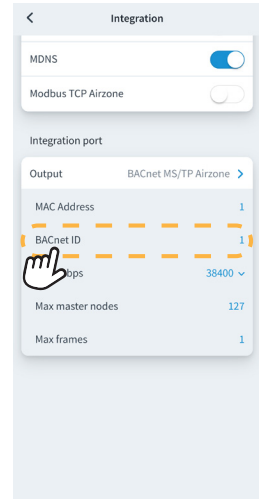 Integration
MDNS
Modbus TCP Airzone
Integration port
Output BACnet MS/TP Airzone
MAC Address 1
BACnet ID 1
bps 38400
Max master nodes 127
Max frames 1